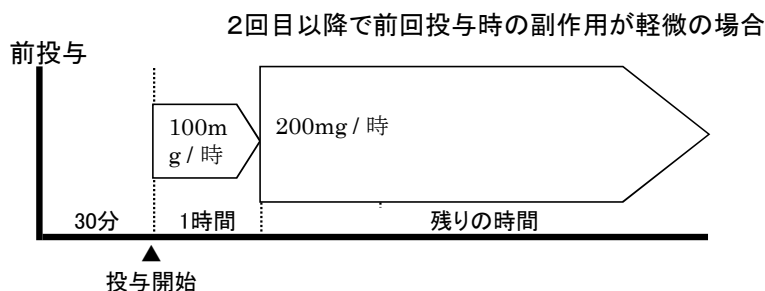 ２回目以降で前回投与時の副作用が軽微の場合
前投与
100m
g / 時
200mg / 時
30分
1時間
残りの時間
▲
投与開始